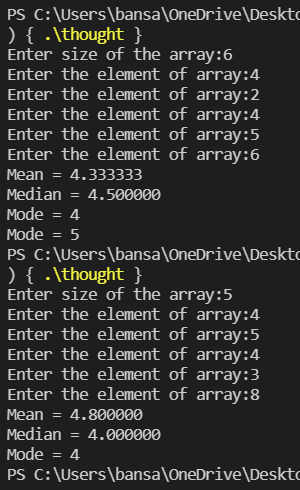 PS C:\Users\bansa\OneDrive\Deskto
) { .\thought }
Enter size of the array:6
Enter the element of array:4
Enter the element of array:2
Enter the element of array:4
Enter the element of array:5
Enter the element of array:6
Mean = 4.333333
Median = 4.500000
Mode = 4
Mode = 5
PS C:\Users\bansa\OneDrive\Deskto
) { .\thought }
Enter size of the array:5
Enter the element of array:4
Enter the element of array:5
Enter the element of array:4
Enter the element of array:3
Enter the element of array:8
Mean = 4.800000
Median = 4.000000
Mode = 4
PS C:\Users\bansa\OneDrive\Deskto